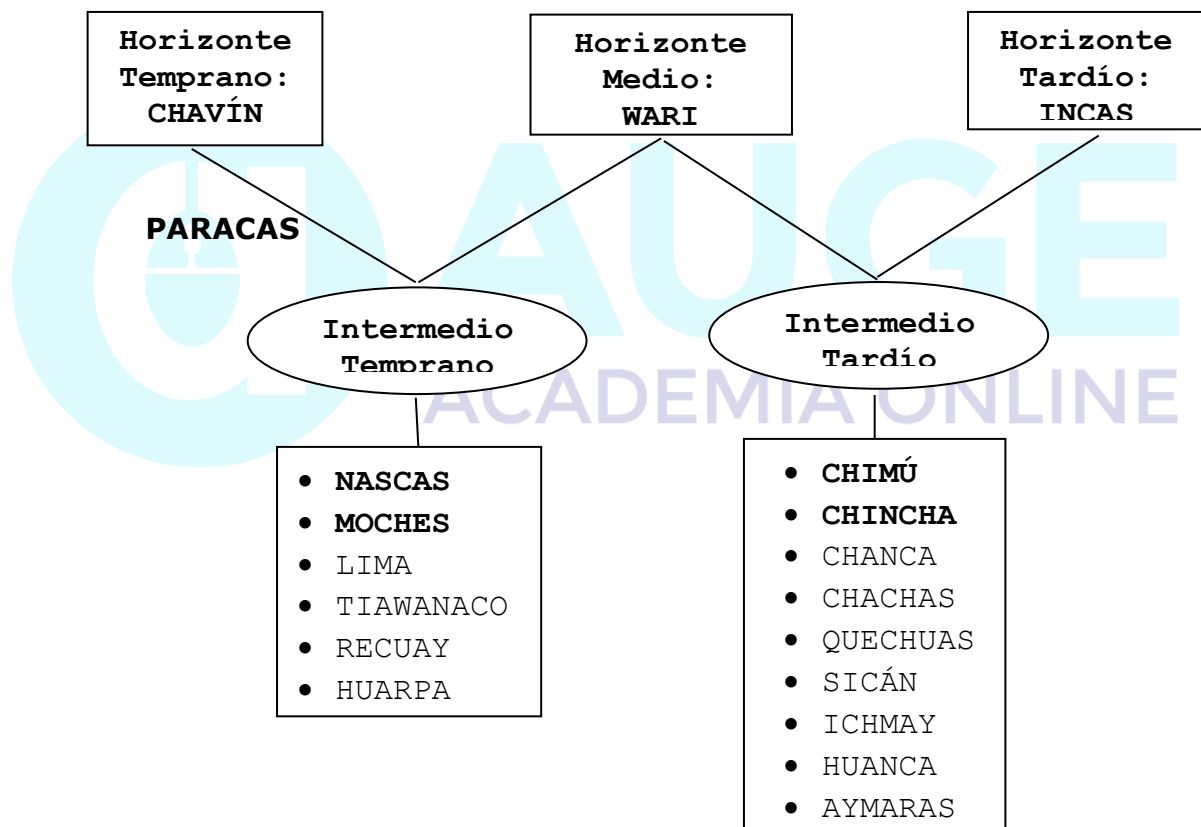 Horizonte
Temprano:
CHAVÍN
Horizonte
Medio:
WARI
Horizonte
Tardío:
INCAS
PARACAS
AUGE
ACADEMIA ONLINE
Intermedio
Temprano
Intermedio
Tardío
• NASCAS
• MOCHES
• LIMA
• TIAWANACO
• RECUAY
• HUARPA
• CHIMÚ
• CHINCHA
• CHANCA
• CHACHAS
• QUECHUAS
• SICÁN
• ICHMAY
• HUANCA
• AYMARAS